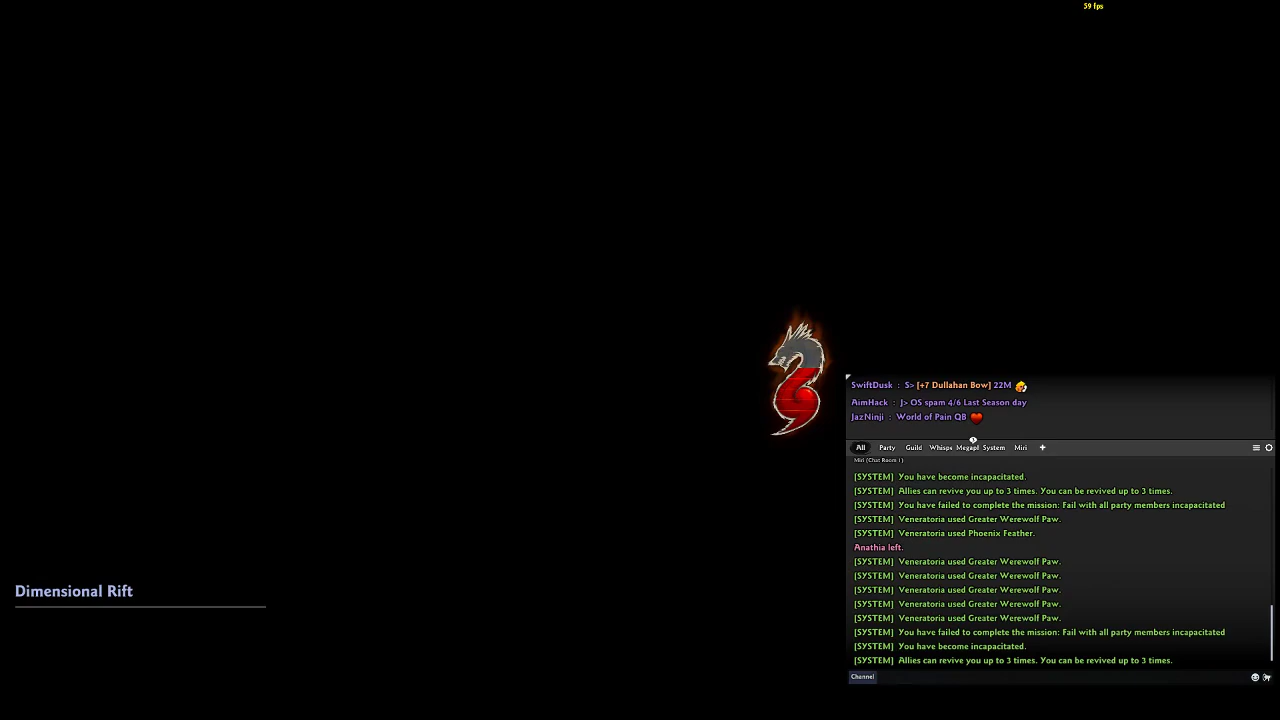 59 fps
SwiftDusk : S> [+7 Dullahan Bow] 22M
AimHack : J> OS spam 4/6 Last Season day
JazNinji : World of Pain QB
All Party Guild Whisps Megapl System Miri +
Miri (Chat Room 1)
[SYSTEM] You have become incapacitated.
[SYSTEM] Allies can revive you up to 3 times. You can be revived up to 3 times.
[SYSTEM] You have failed to complete the mission: Fail with all party members incapacitated
[SYSTEM] Veneratoria used Greater Werewolf Paw.
[SYSTEM] Veneratoria used Phoenix Feather.
Anathia left.
[SYSTEM] Veneratoria used Greater Werewolf Paw.
[SYSTEM] Veneratoria used Greater Werewolf Paw.
[SYSTEM] Veneratoria used Greater Werewolf Paw.
[SYSTEM] Veneratoria used Greater Werewolf Paw.
[SYSTEM] Veneratoria used Greater Werewolf Paw.
[SYSTEM] You have failed to complete the mission: Fail with all party members incapacitated
[SYSTEM] You have become incapacitated.
[SYSTEM] Allies can revive you up to 3 times. You can be revived up to 3 times.
Channel
Dimensional Rift